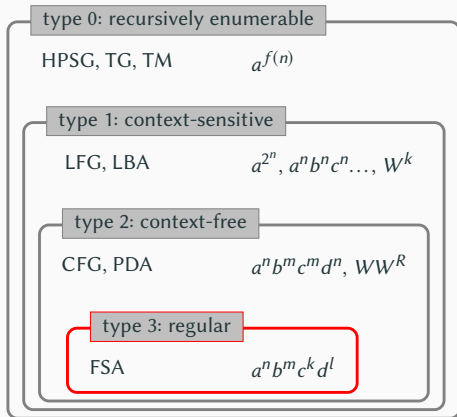 type 0: recursively enumerable
HPSG, TG, TM a^{f(n)}
type 1: context-sensitive
LFG, LBA a^{2^n}, a^n b^n c^n …, W^k
type 2: context-free
CFG, PDA a^n b^m c^m d^n, WW^R
type 3: regular
FSA a^n b^m c^k d^l